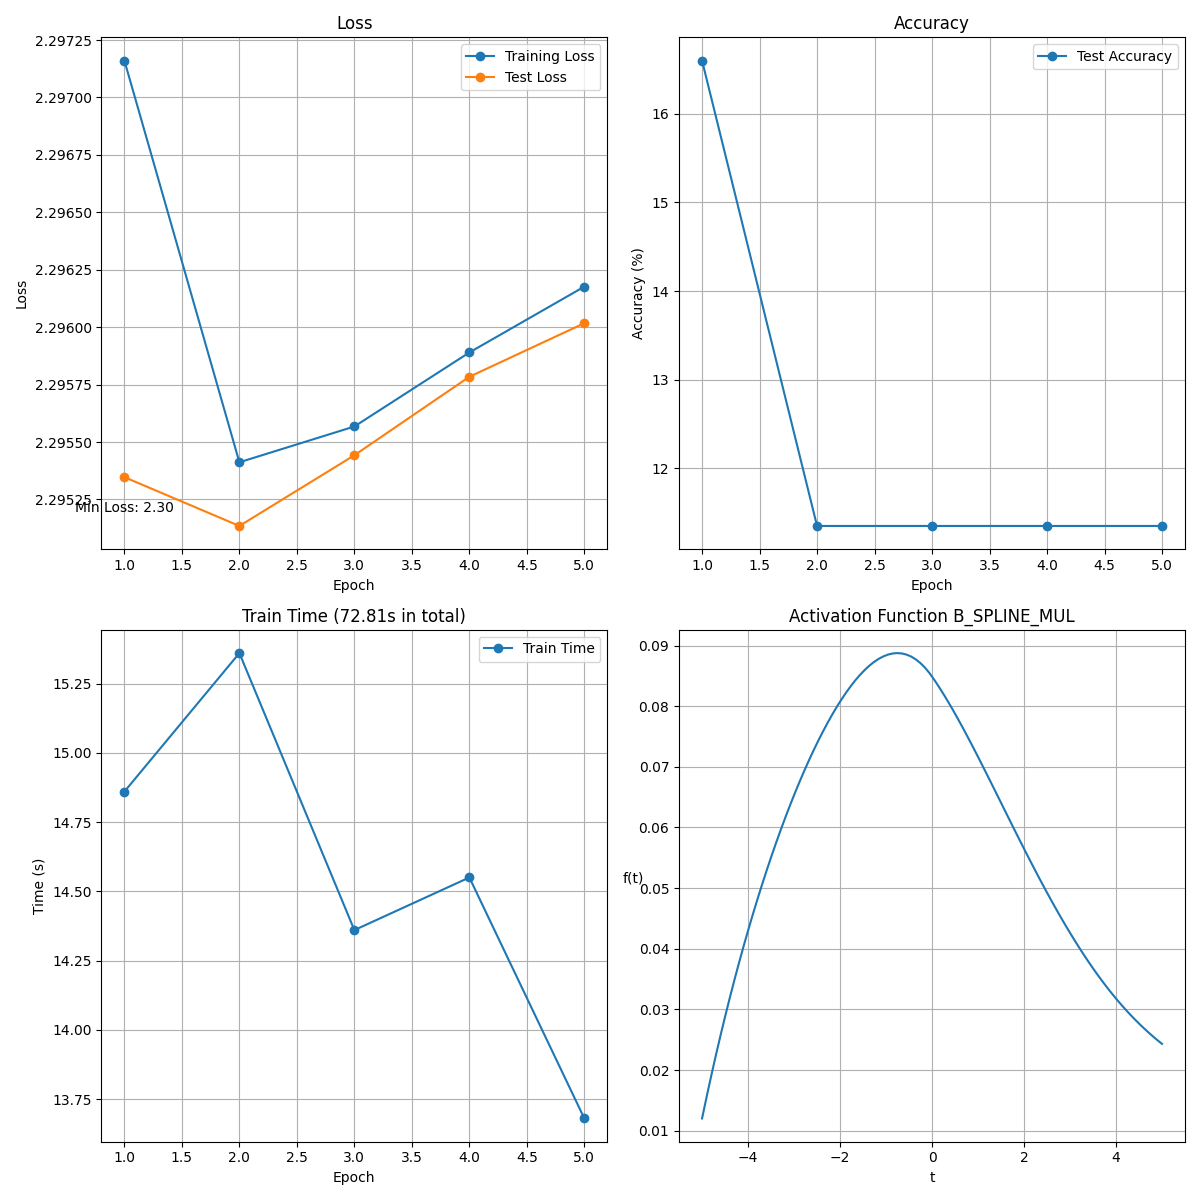 Loss
2.29725
2.29700
2.29675
2.29650
2.29625
2.29600
2.29575
2.29550
2.29525
Loss
Training Loss
Test Loss
Min Loss: 2.30
1.0 1.5 2.0 2.5 3.0 3.5 4.0 4.5 5.0
Epoch
Accuracy
16
15
14
13
12
Accuracy (%)
Test Accuracy
1.0 1.5 2.0 2.5 3.0 3.5 4.0 4.5 5.0
Epoch
Train Time (72.81s in total)
15.25
15.00
14.75
14.50
14.25
14.00
13.75
Time (s)
Train Time
1.0 1.5 2.0 2.5 3.0 3.5 4.0 4.5 5.0
Epoch
Activation Function B_SPLINE_MUL
0.09
0.08
0.07
0.06
0.05
0.04
0.03
0.02
0.01
f(t)
−4 −2 0 2 4
t